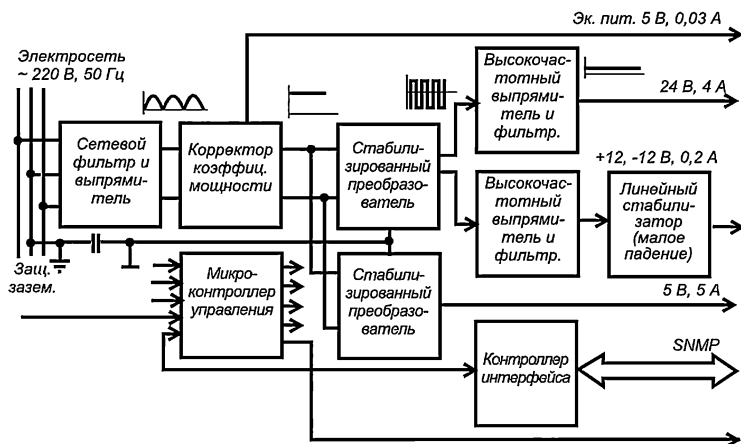 Эк. пит. 5 В, 0,03 А
Электросеть
~ 220 В, 50 Гц
Высокочас-
тотный
выпрями-
тель и
фильтр.
24 В, 4 А
Сетевой
фильтр и
выпрями-
тель
Корректор
коэффиц.
мощности
Стабили-
зированный
преобразо-
ватель
+12, -12 В, 0,2 А
Высокочас-
тотный
выпрями-
тель и
фильтр.
Линейный
стабили-
затор
(малое
падение)
Защ.
зазем.
Микро-
контроллер
управления
Стабили-
зированный
преобразо-
ватель
5 В, 5 А
Контроллер
интерфейса
SNMP